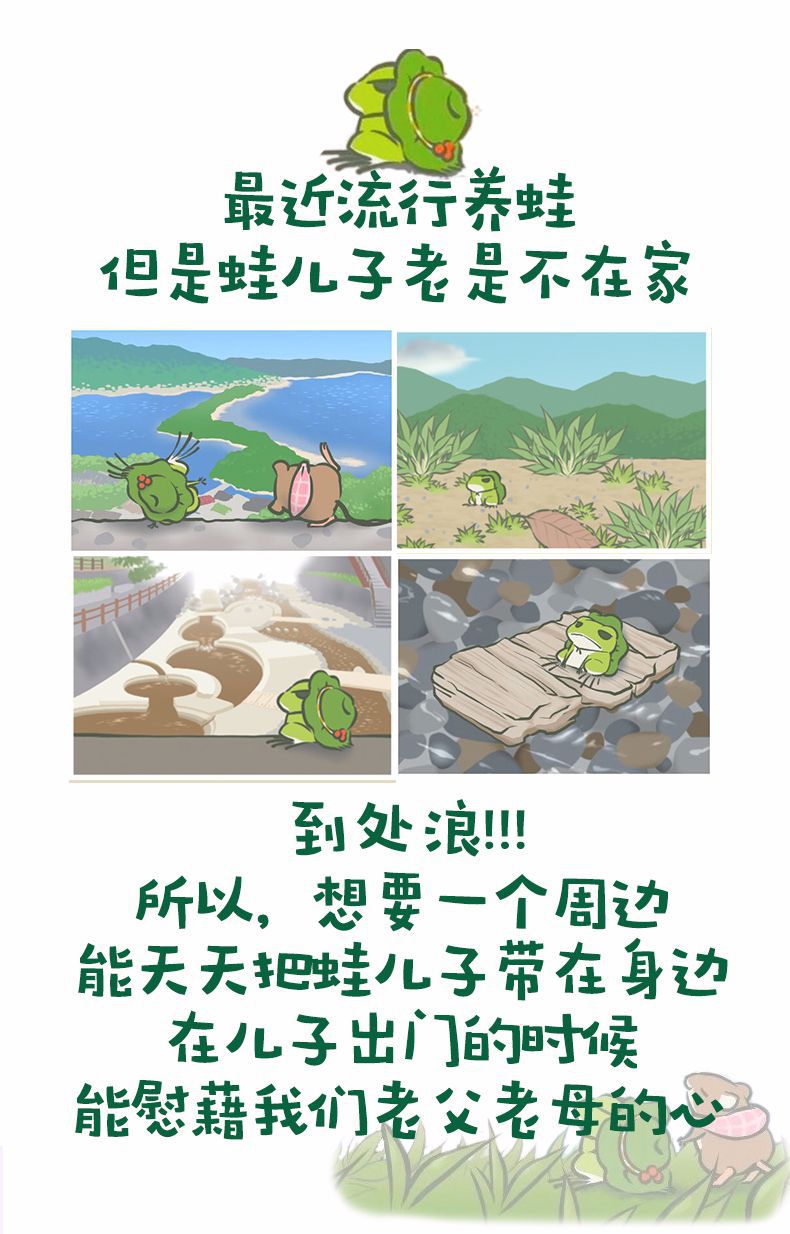 最近流行养蛙
但是蛙儿子老是不在家
到处浪!!!
所以，想要一个周边
能天天把蛙儿子带在身边
在儿子出门的时候
能慰藉我们老父老母的心